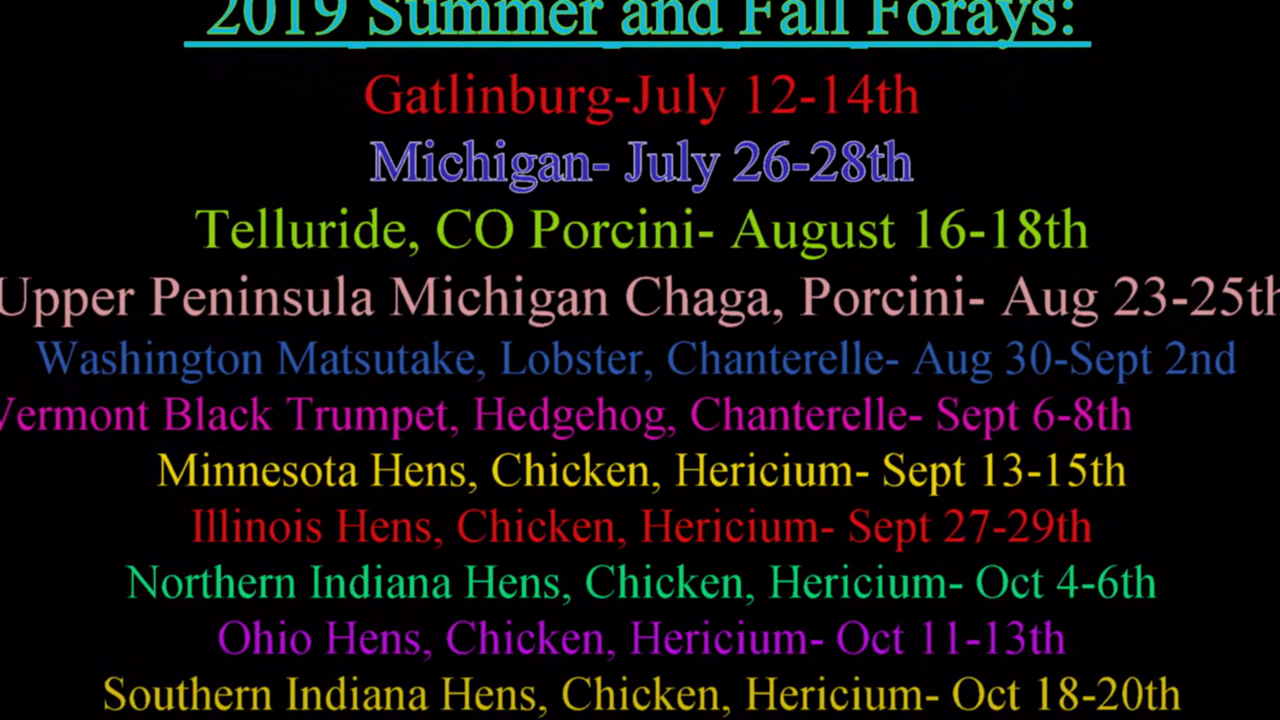 2019 Summer and Fall Forays:
Gatlinburg-July 12-14th
Michigan- July 26-28th
Telluride, CO Porcini- August 16-18th
Upper Peninsula Michigan Chaga, Porcini- Aug 23-25th
Washington Matsutake, Lobster, Chanterelle- Aug 30-Sept 2nd
Vermont Black Trumpet, Hedgehog, Chanterelle- Sept 6-8th
Minnesota Hens, Chicken, Hericium- Sept 13-15th
Illinois Hens, Chicken, Hericium- Sept 27-29th
Northern Indiana Hens, Chicken, Hericium- Oct 4-6th
Ohio Hens, Chicken, Hericium- Oct 11-13th
Southern Indiana Hens, Chicken, Hericium- Oct 18-20th